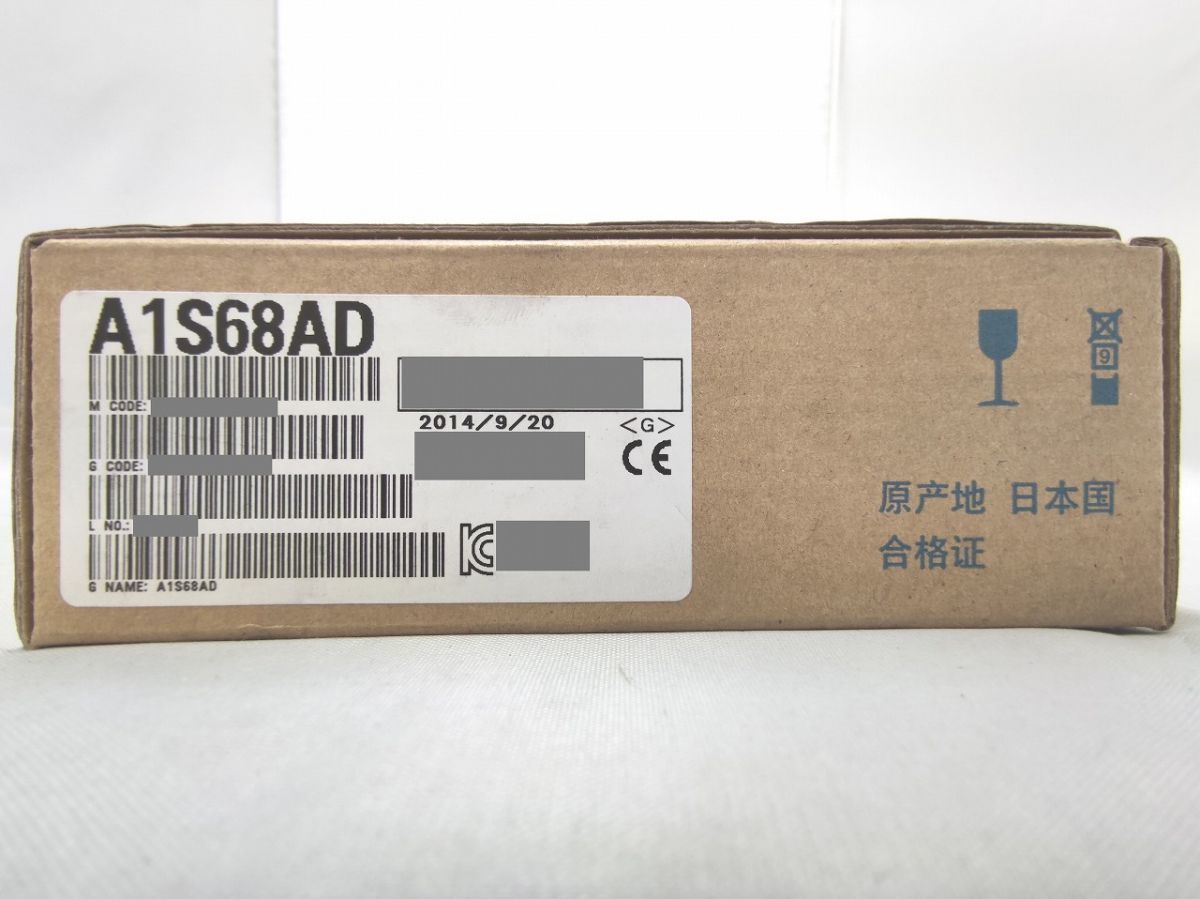 A1S68AD
M CODE:
2014/9/20
<G>
G CODE:
CE
L NO.:
KC
G NAME: A1S68AD
9
原产地 日本国
合格证